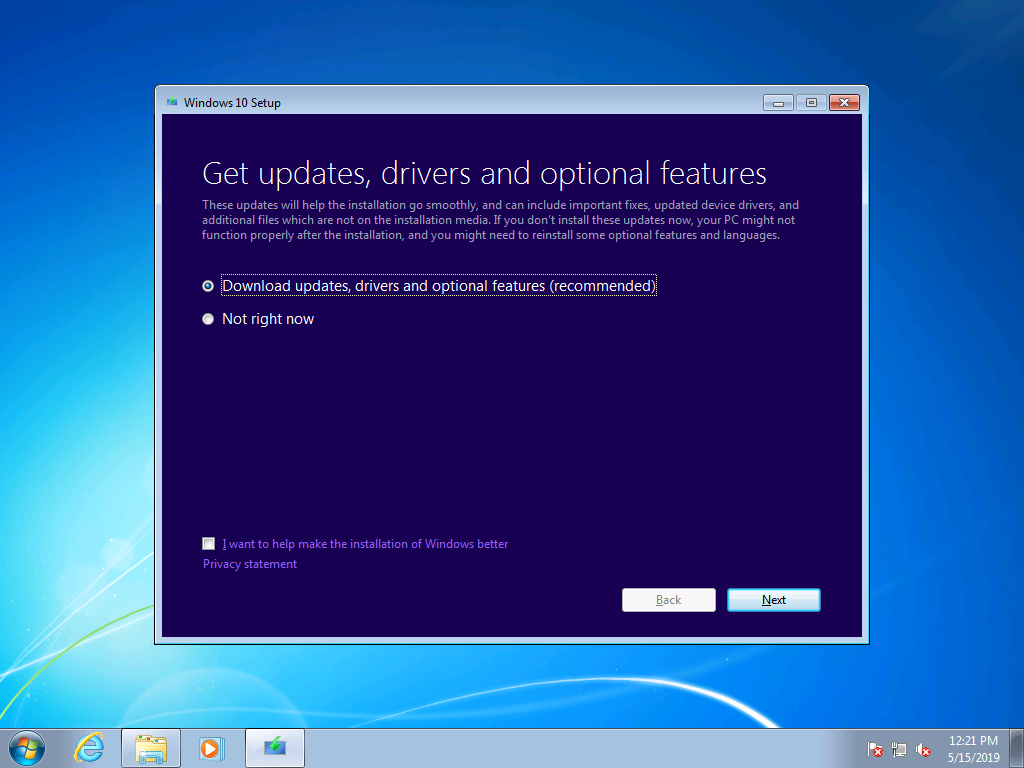 Windows 10 Setup
Get updates, drivers and optional features
These updates will help the installation go smoothly, and can include important fixes, updated device drivers, and
additional files which are not on the installation media. If you don't install these updates now, your PC might not
function properly after the installation, and you might need to reinstall some optional features and languages.
Download updates, drivers and optional features (recommended)
Not right now
I want to help make the installation of Windows better
Privacy statement
Back
Next
12:21 PM
5/15/2019